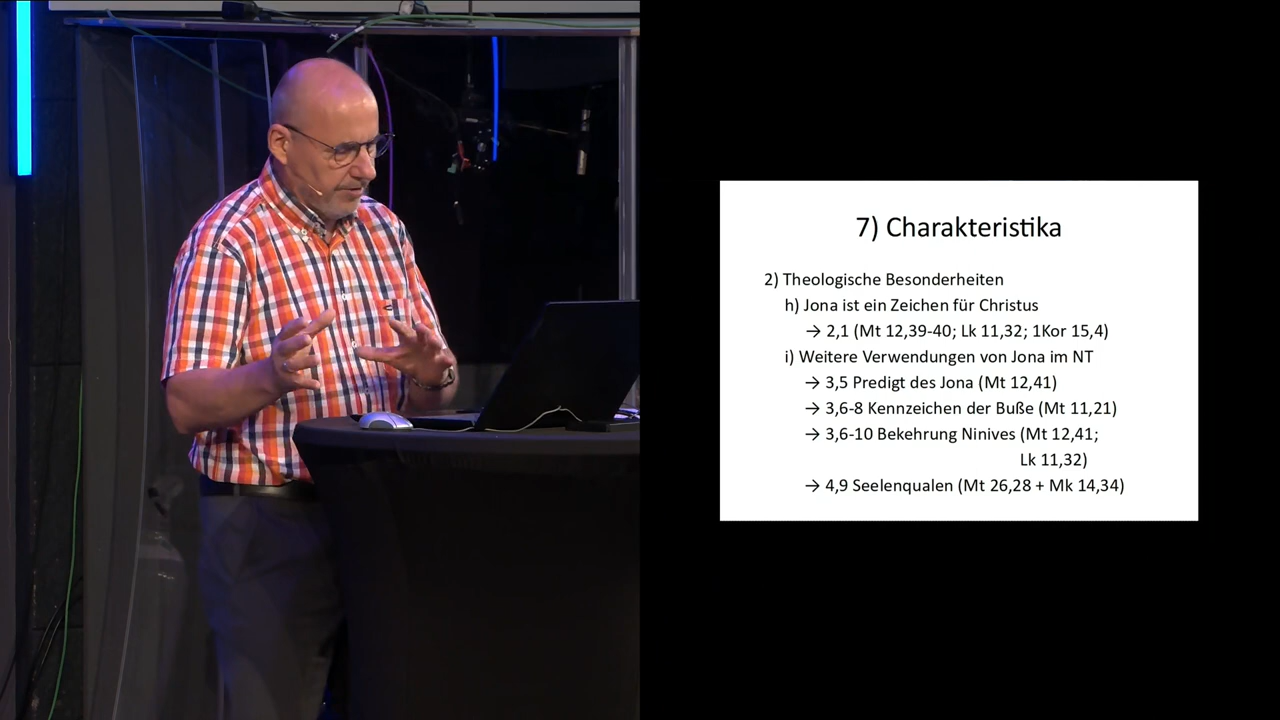 7) Charakteristika
2) Theologische Besonderheiten
h) Jona ist ein Zeichen für Christus
→ 2,1 (Mt 12,39-40; Lk 11,32; 1Kor 15,4)
i) Weitere Verwendungen von Jona im NT
→ 3,5 Predigt des Jona (Mt 12,41)
→ 3,6-8 Kennzeichen der Buße (Mt 11,21)
→ 3,6-10 Bekehrung Ninives (Mt 12,41;
Lk 11,32)
→ 4,9 Seelenqualen (Mt 26,28 + Mk 14,34)